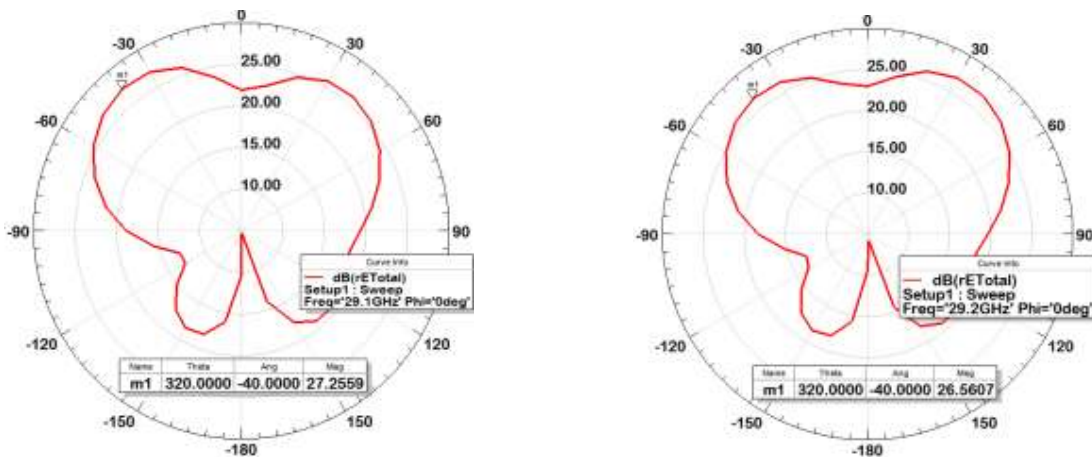 0
-30
30
m1
25.00
-60
60
20.00
15.00
10.00
-90
90
Curve Info
dB(rETotal)
Setup1 : Sweep
Freq='29.1GHz' Phi='0deg'
-120
120
Name Theta Ang Mag
m1 320.0000 -40.0000 27.2559
-150
150
-180
0
-30
30
m1
25.00
-60
60
20.00
15.00
10.00
-90
90
Curve Info
dB(rETotal)
Setup1 : Sweep
Freq='29.2GHz' Phi='0deg'
-120
120
Name Theta Ang Mag
m1 320.0000 -40.0000 26.5607
-150
150
-180